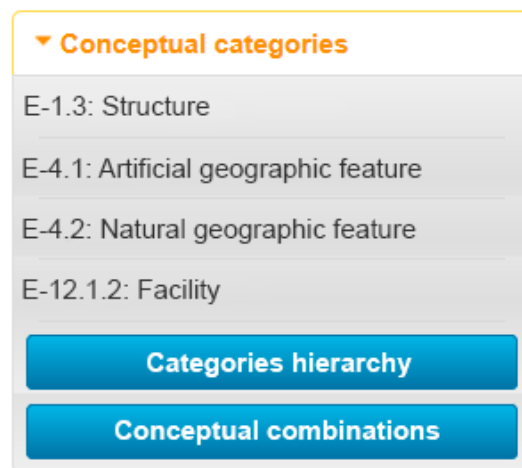 Conceptual categories
E-1.3: Structure
E-4.1: Artificial geographic feature
E-4.2: Natural geographic feature
E-12.1.2: Facility
Categories hierarchy
Conceptual combinations